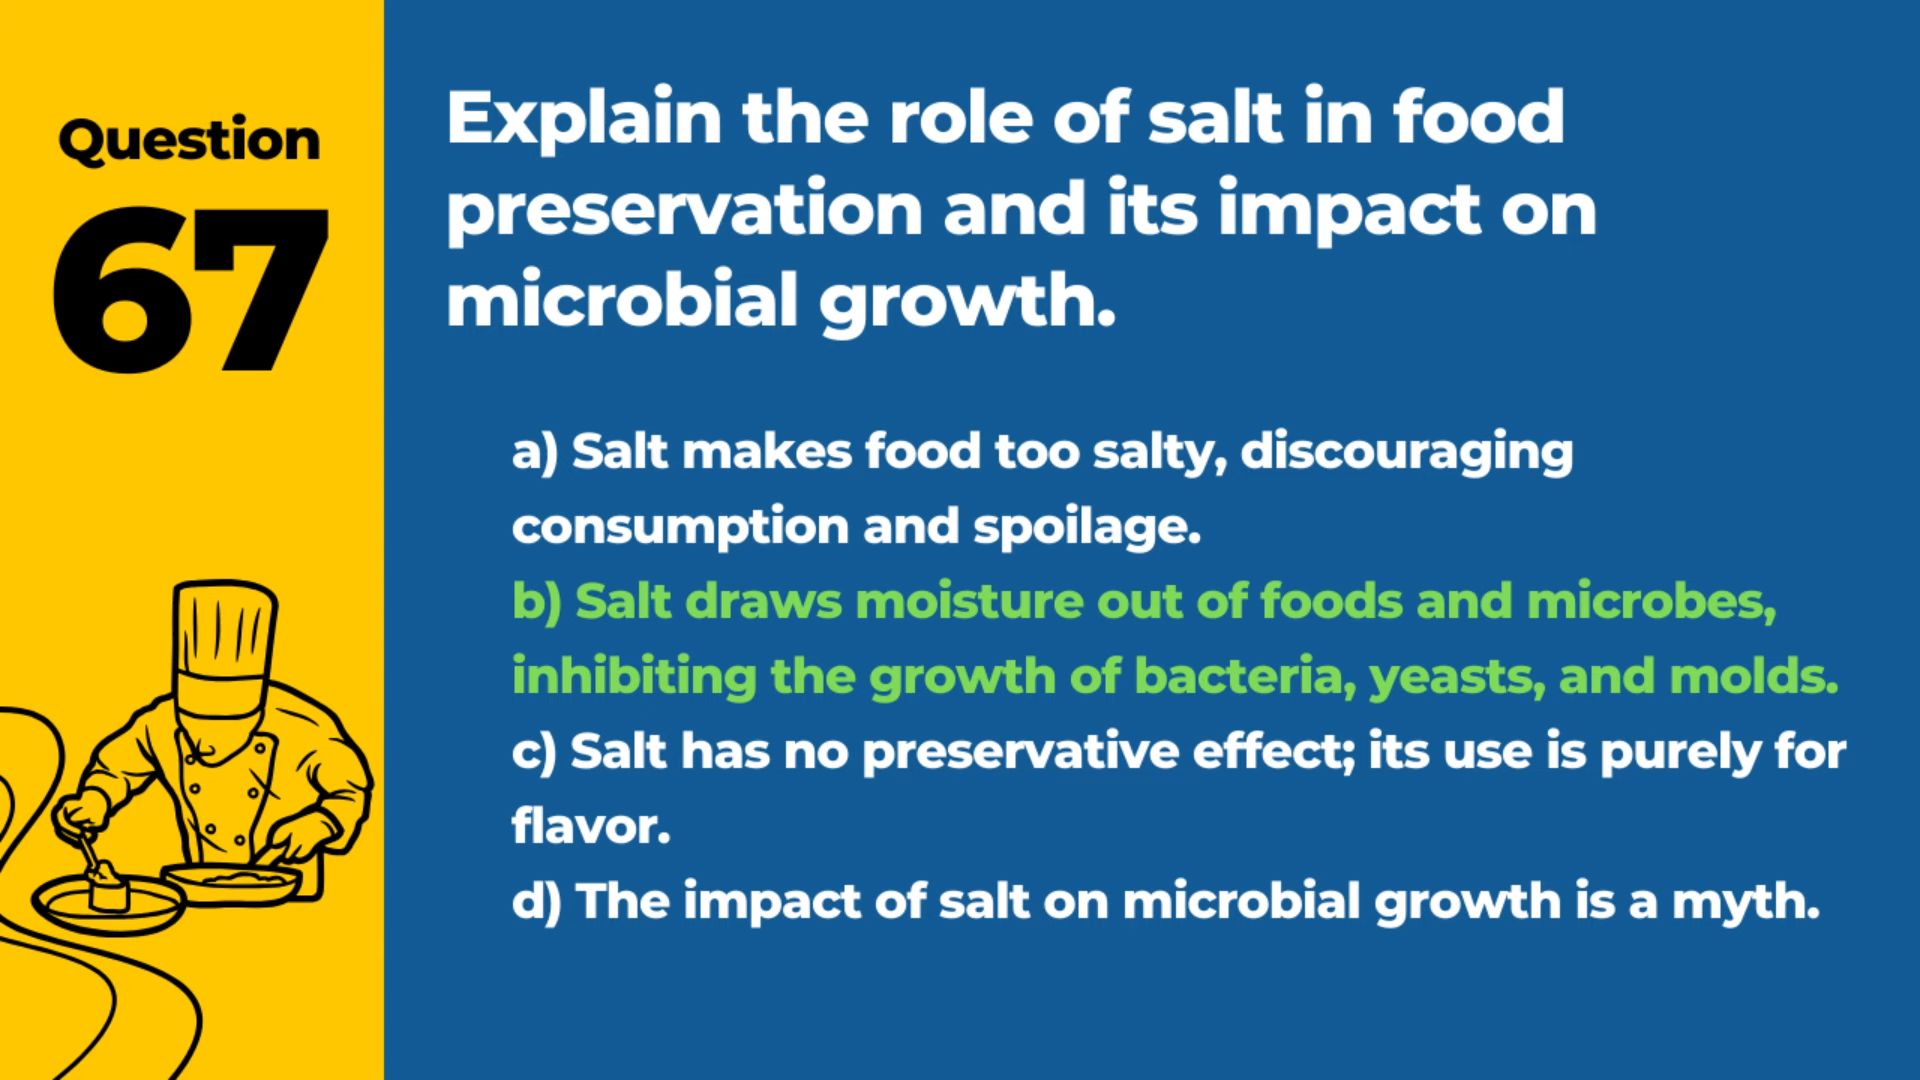 Question
67
Explain the role of salt in food
preservation and its impact on
microbial growth.
a) Salt makes food too salty, discouraging
consumption and spoilage.
b) Salt draws moisture out of foods and microbes,
inhibiting the growth of bacteria, yeasts, and molds.
c) Salt has no preservative effect; its use is purely for
flavor.
d) The impact of salt on microbial growth is a myth.